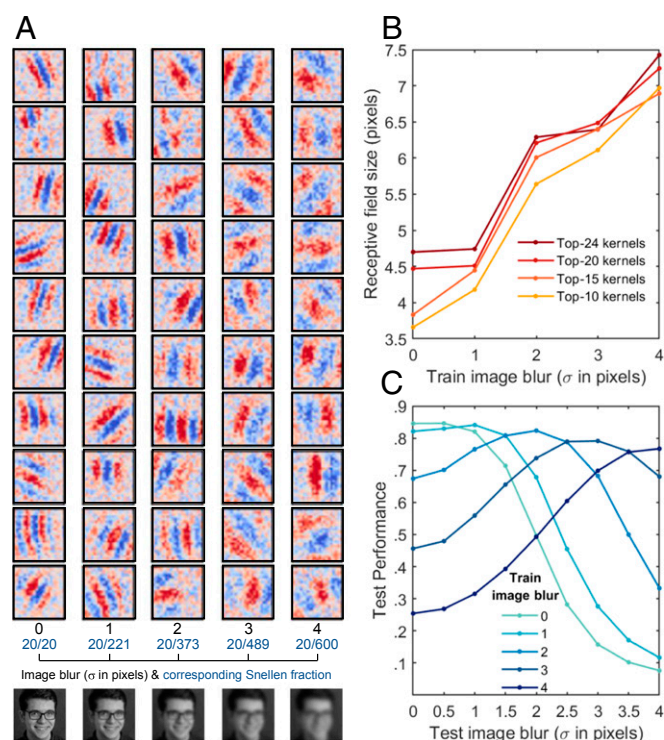 A
0 1 2 3 4
20/20 20/221 20/373 20/489 20/600
Image blur (σ in pixels) & corresponding Snellen fraction
B
Receptive field size (pixels)
7.5
7
6.5
6
5.5
5
4.5
4
3.5
Top-24 kernels
Top-20 kernels
Top-15 kernels
Top-10 kernels
0 1 2 3 4
Train image blur (σ in pixels)
C
Test Performance
.9
.8
.7
.6
.5
.4
.3
.2
.1
Train
image blur
0
1
2
3
4
0 0.5 1 1.5 2 2.5 3 3.5 4
Test image blur (σ in pixels)